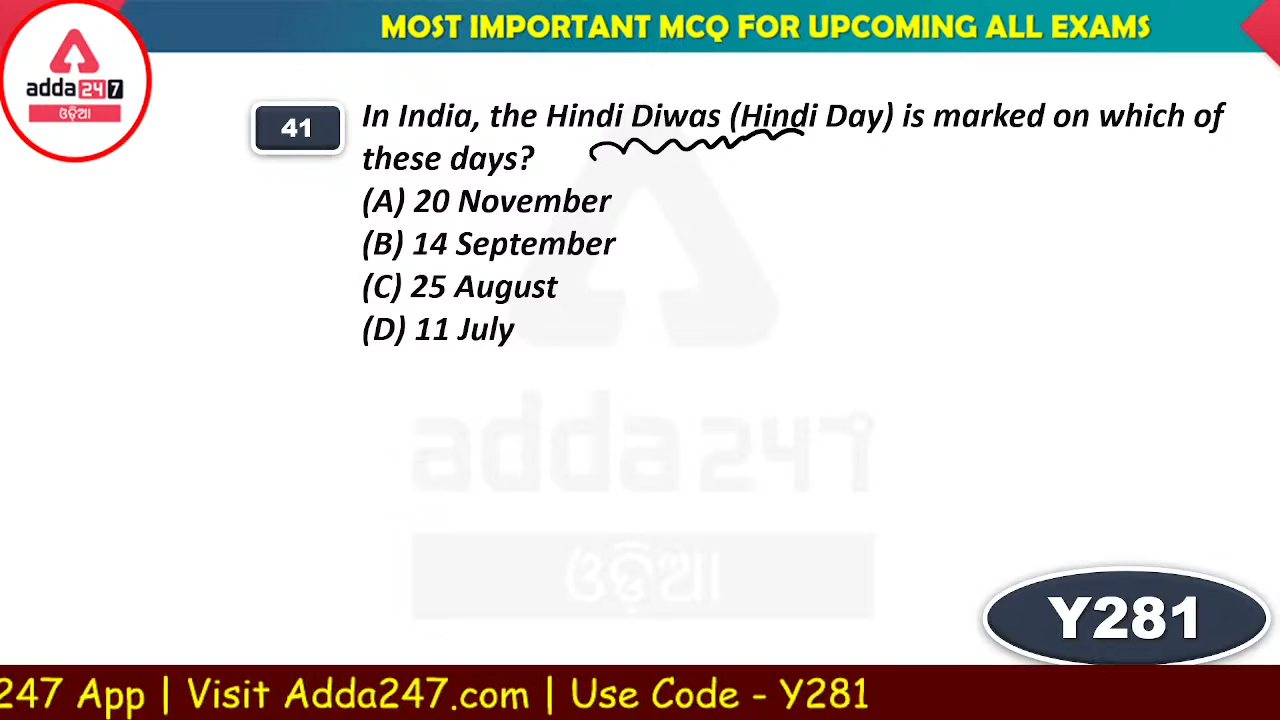 MOST IMPORTANT MCQ FOR UPCOMING ALL EXAMS
adda247
ଓଡ଼ିଆ
41
In India, the Hindi Diwas (Hindi Day) is marked on which of
these days?
(A) 20 November
(B) 14 September
(C) 25 August
(D) 11 July
adda247
ଓଡ଼ିଆ
Y281
247 App | Visit Adda247.com | Use Code - Y281